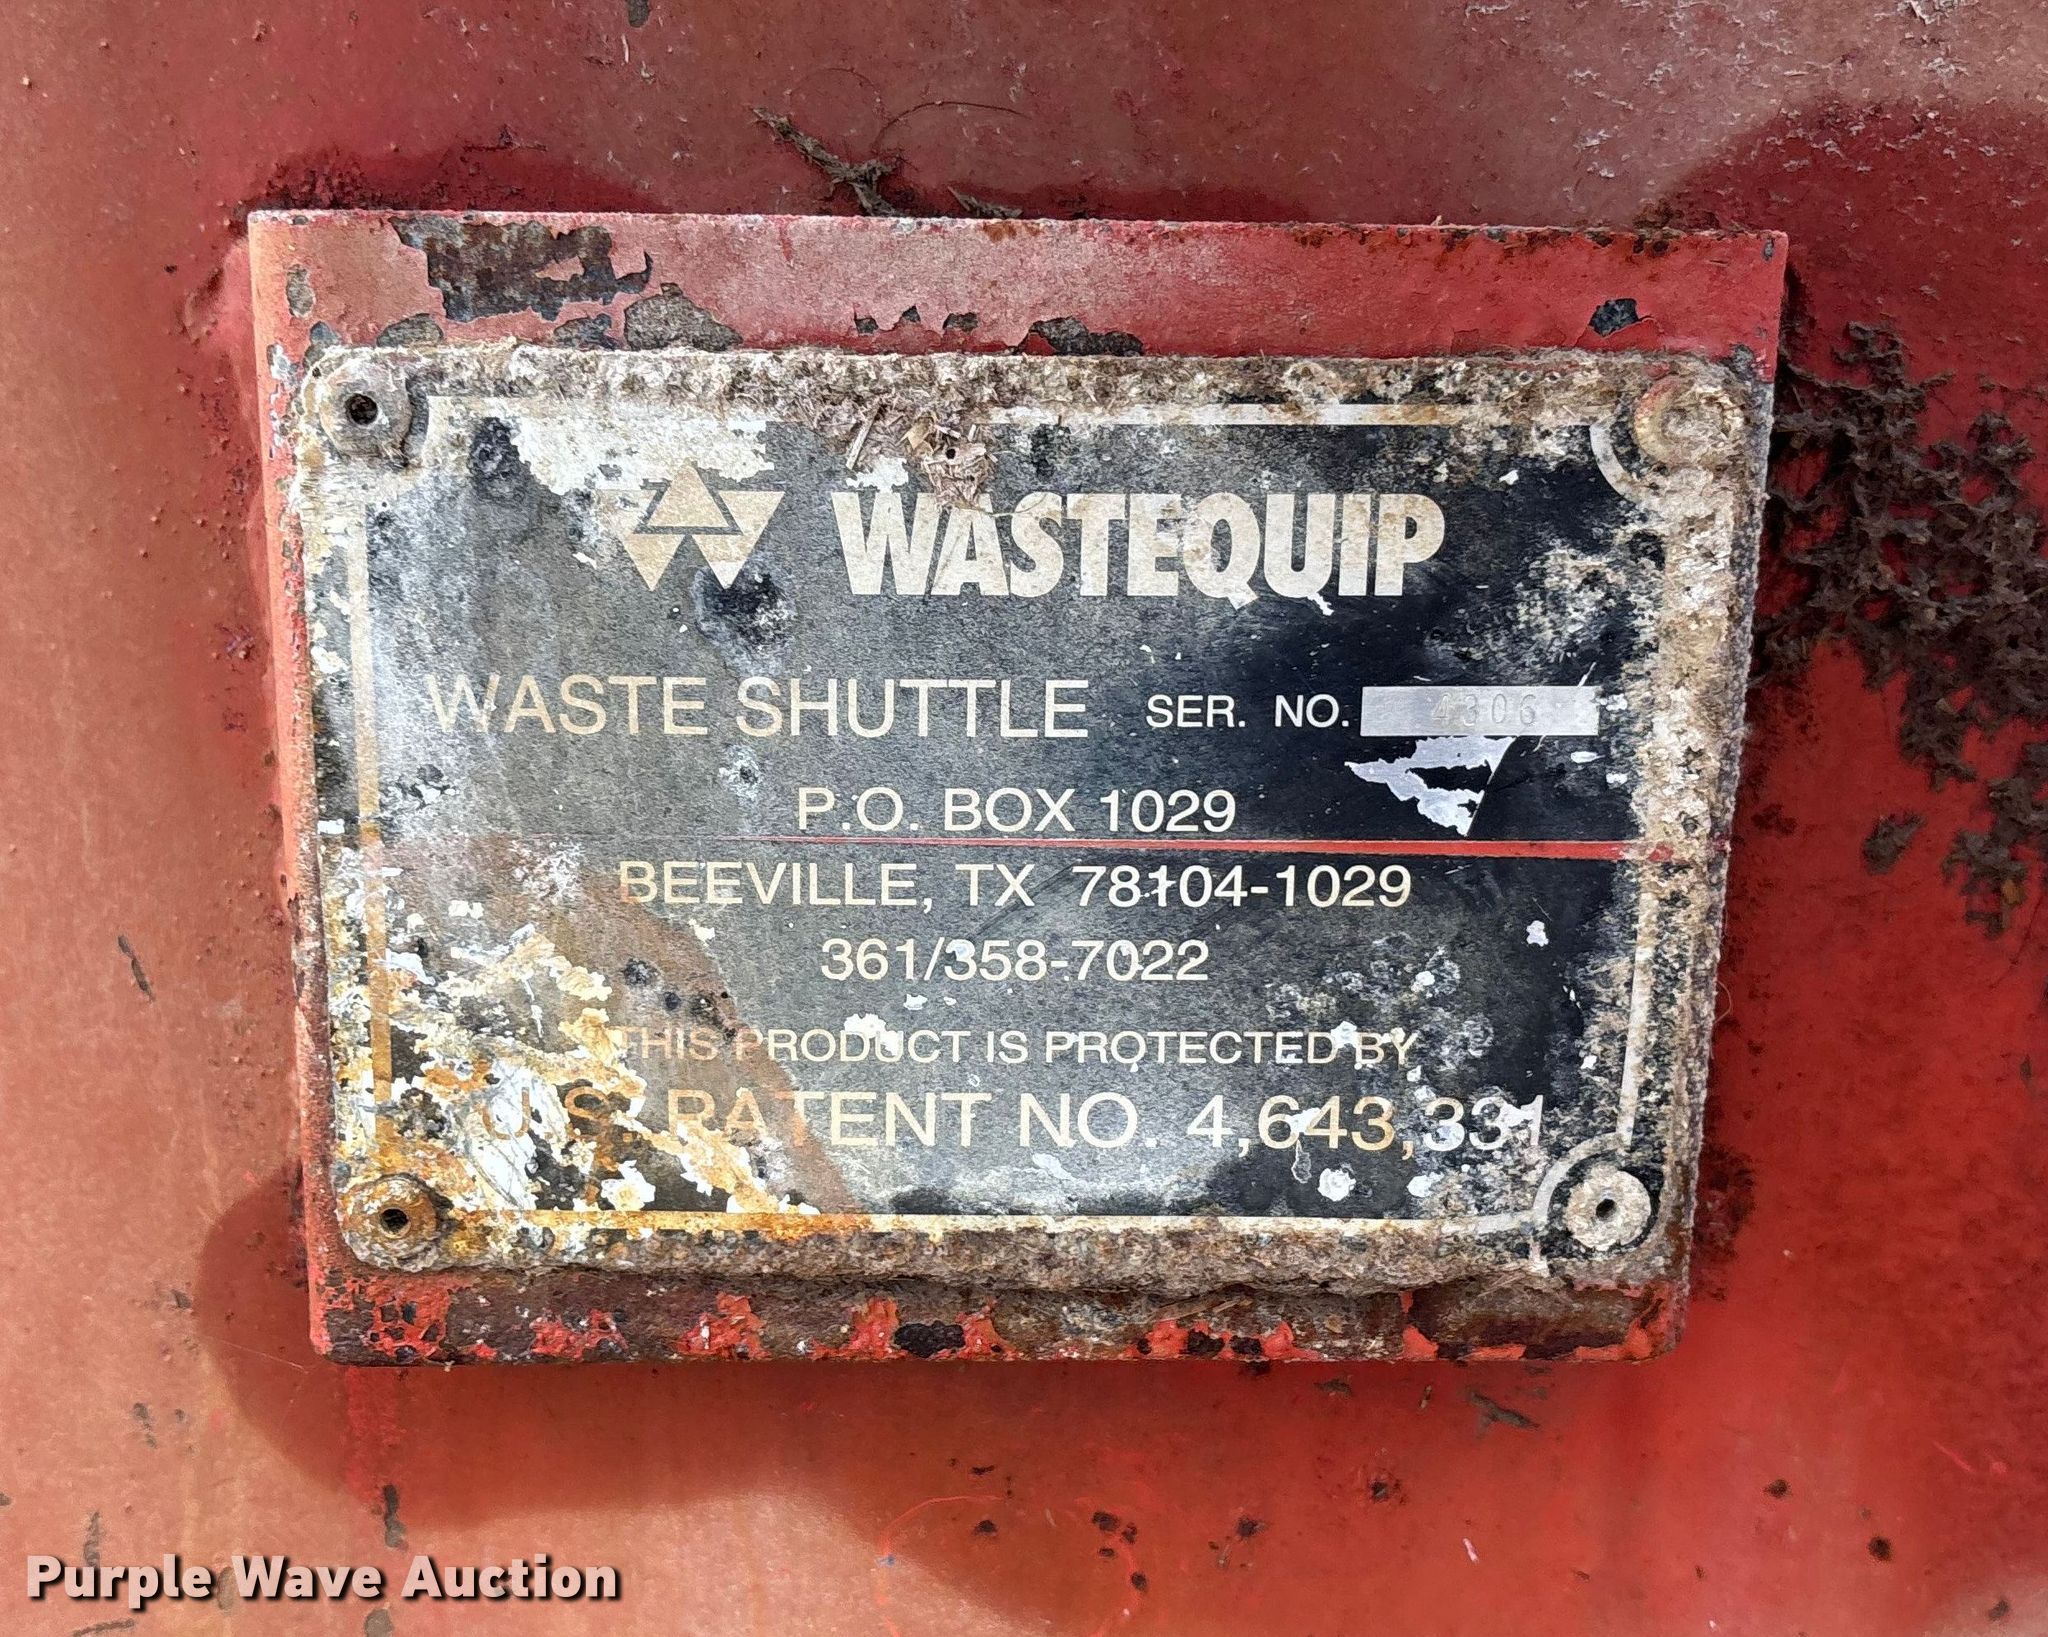 WASTEQUIP
WASTE SHUTTLE SER. NO. 4306
P.O. BOX 1029
BEEVILLE, TX 78104-1029
361/358-7022
THIS PRODUCT IS PROTECTED BY
U.S. PATENT NO. 4,643,331
Purple Wave Auction